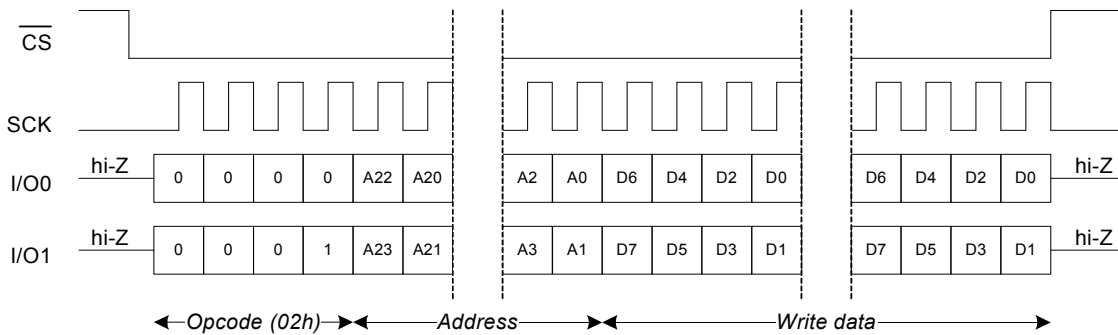 CS
SCK
I/O0 hi-Z 0 0 0 0 A22 A20 A2 A0 D6 D4 D2 D0 D6 D4 D2 D0 hi-Z
I/O1 hi-Z 0 0 0 1 A23 A21 A3 A1 D7 D5 D3 D1 D7 D5 D3 D1 hi-Z
Opcode (02h) Address Write data